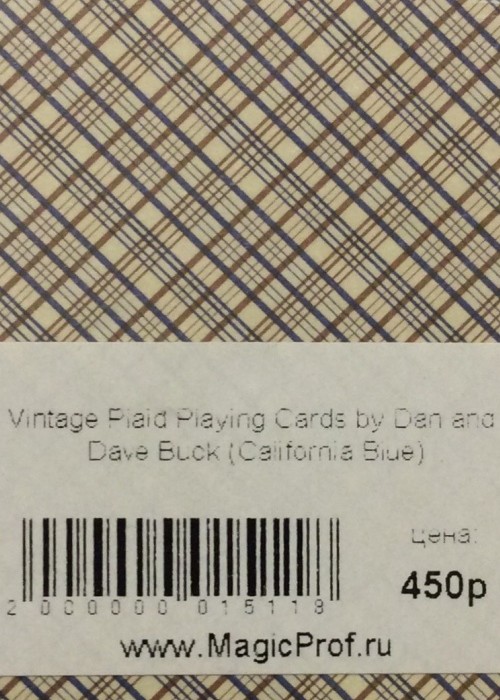 Vintage Plaid Playing Cards by Dan and
Dave Buck (California Blue)
цена:
450р
2 000000 015118
www.MagicProf.ru